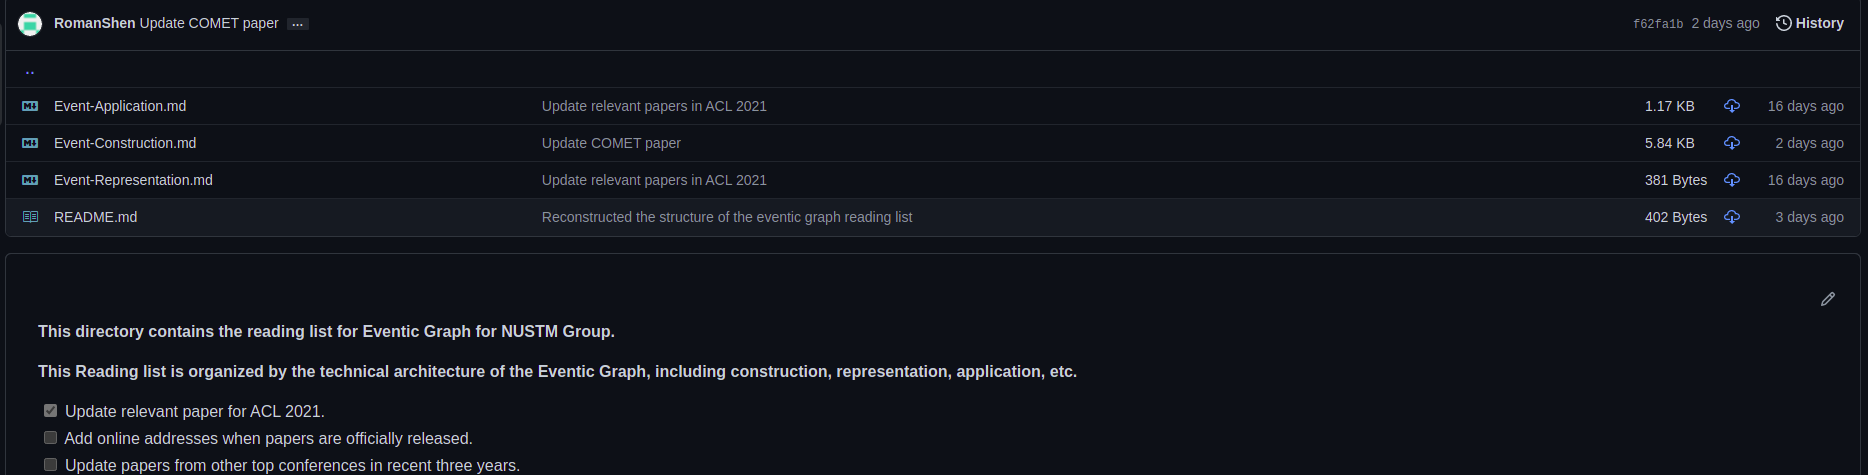 RomanShen Update COMET paper ... f62fa1b 2 days ago History
..
Event-Application.md Update relevant papers in ACL 2021 1.17 KB 16 days ago
Event-Construction.md Update COMET paper 5.84 KB 2 days ago
Event-Representation.md Update relevant papers in ACL 2021 381 Bytes 16 days ago
README.md Reconstructed the structure of the eventic graph reading list 402 Bytes 3 days ago
This directory contains the reading list for Eventic Graph for NUSTM Group.
This Reading list is organized by the technical architecture of the Eventic Graph, including construction, representation, application, etc.
Update relevant paper for ACL 2021.
Add online addresses when papers are officially released.
Update papers from other top conferences in recent three years.